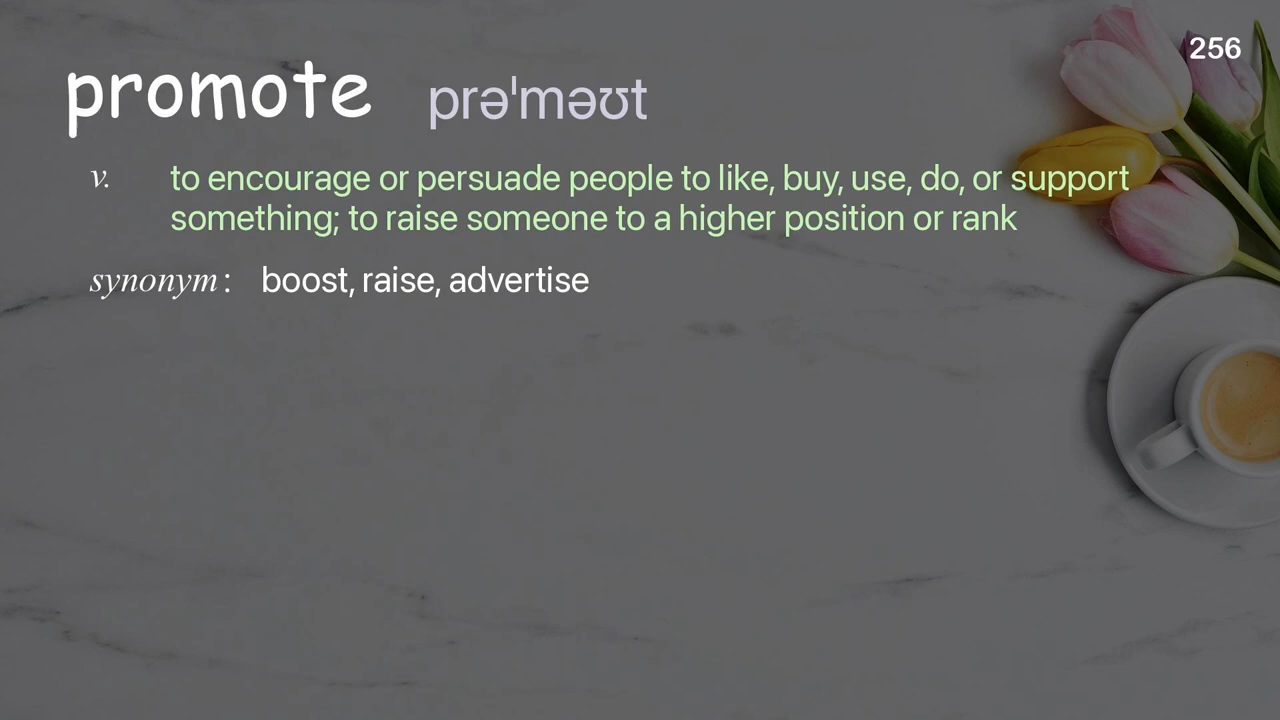 256
promote prəˈməʊt
v. to encourage or persuade people to like, buy, use, do, or support
something; to raise someone to a higher position or rank
synonym: boost, raise, advertise